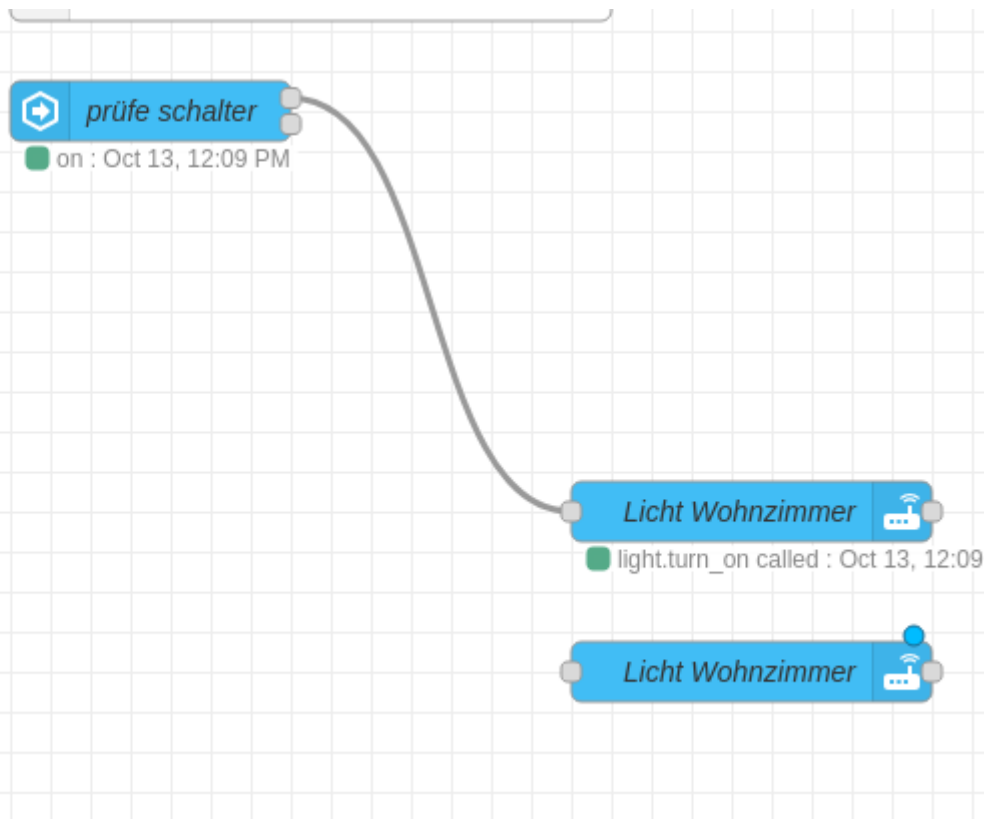 prüfe schalter
on : Oct 13, 12:09 PM
Licht Wohnzimmer
light.turn_on called : Oct 13, 12:09
Licht Wohnzimmer